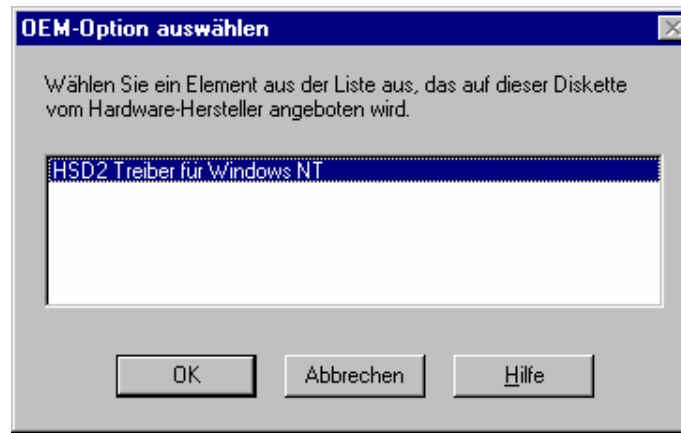 OEM-Option auswählen
Wählen Sie ein Element aus der Liste aus, das auf dieser Diskette
vom Hardware-Hersteller angeboten wird.
HSD2 Treiber für Windows NT
OK Abbrechen Hilfe